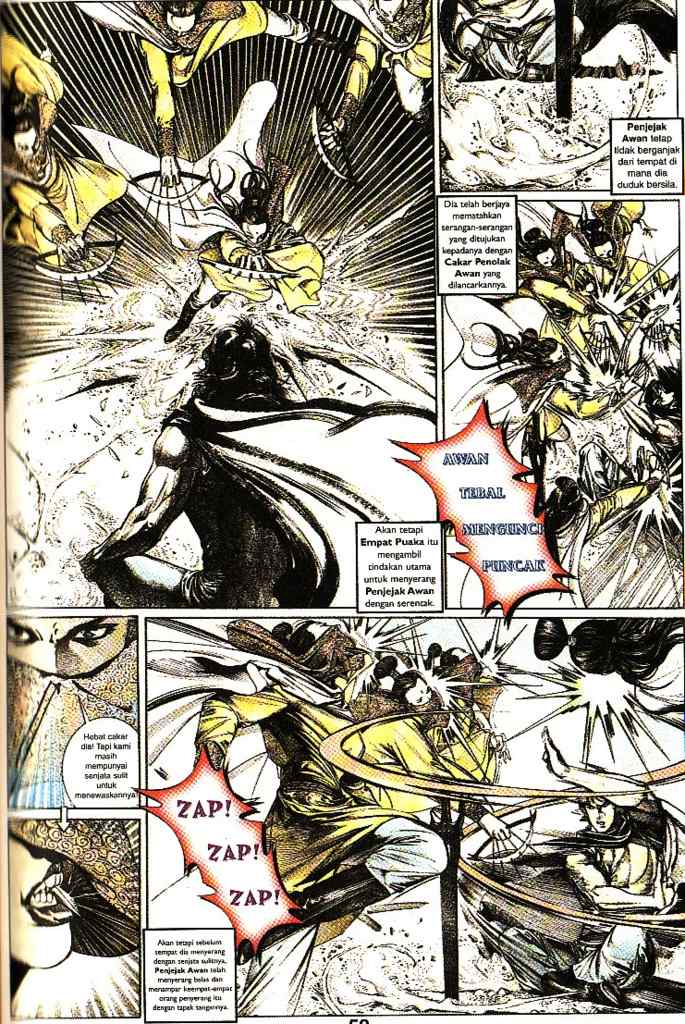 Akan tetapi
Empat Puaka itu
mengambil
tindakan utama
untuk menyerang
Penjejak Awan
dengan serentak.
Penjejak
Awan tetap
tidak berganjak
dari tempat di
mana dia
duduk bersila.
Dia telah berjaya
mematahkan
serangan-serangan
yang ditujukan
kepadanya dengan
Cakar Penolak
Awan yang
dilancarkannya.
AWAN
TEBAL
MENGUNCI
PUNCAK
Hebat cakar
dia! Tapi kami
masih
mempunyai
senjata sulit
untuk
menewaskannya!
ZAP!
ZAP!
ZAP!
Akan tetapi sebelum
sempat dia menyerang
dengan senjata sulitnya,
Penjejak Awan telah
menyerang balas dan
menampar keempat-empat
orang penyerang itu
dengan tapak tangannya.
59